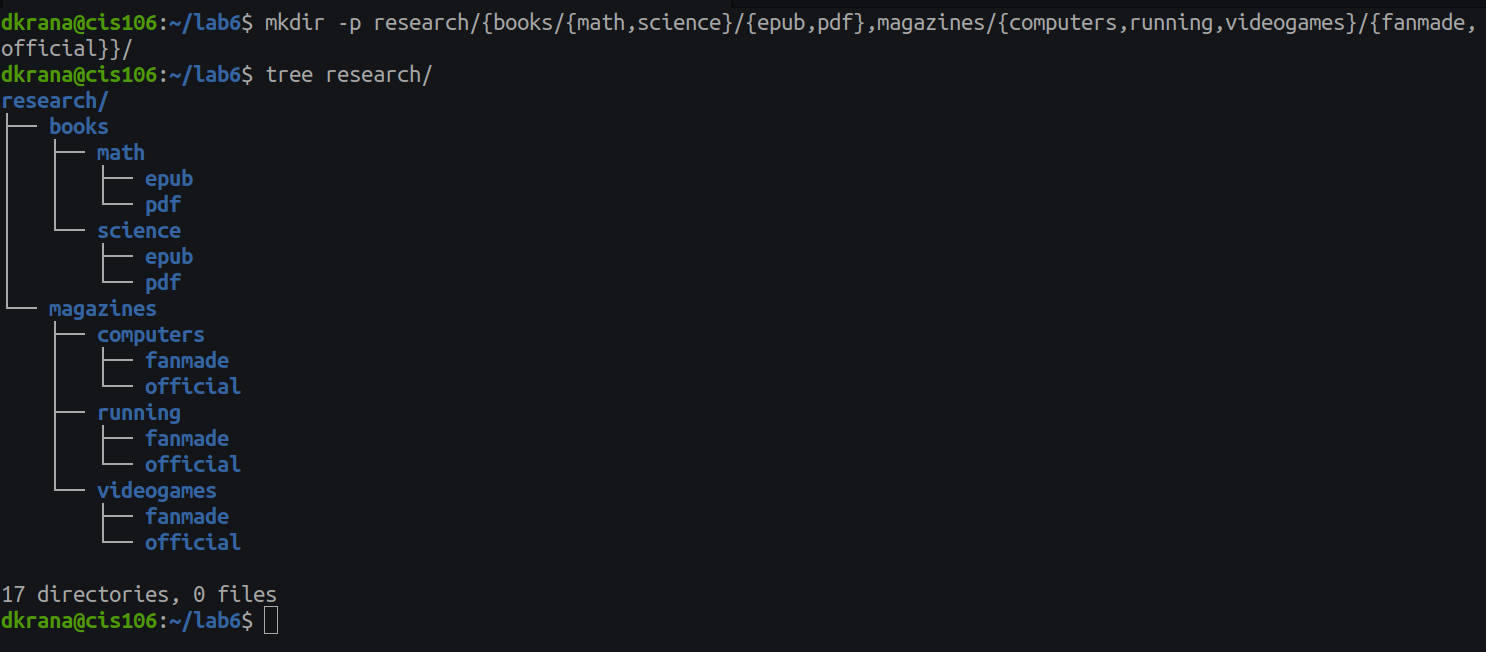 dkrana@cis106:~/lab6$ mkdir -p research/{books/{math,science}/{epub,pdf},magazines/{computers,running,videogames}/{fanmade,
official}}/
dkrana@cis106:~/lab6$ tree research/
research/
├── books
│   ├── math
│   │   ├── epub
│   │   └── pdf
│   └── science
│       ├── epub
│       └── pdf
└── magazines
    ├── computers
    │   ├── fanmade
    │   └── official
    ├── running
    │   ├── fanmade
    │   └── official
    └── videogames
        ├── fanmade
        └── official
17 directories, 0 files
dkrana@cis106:~/lab6$